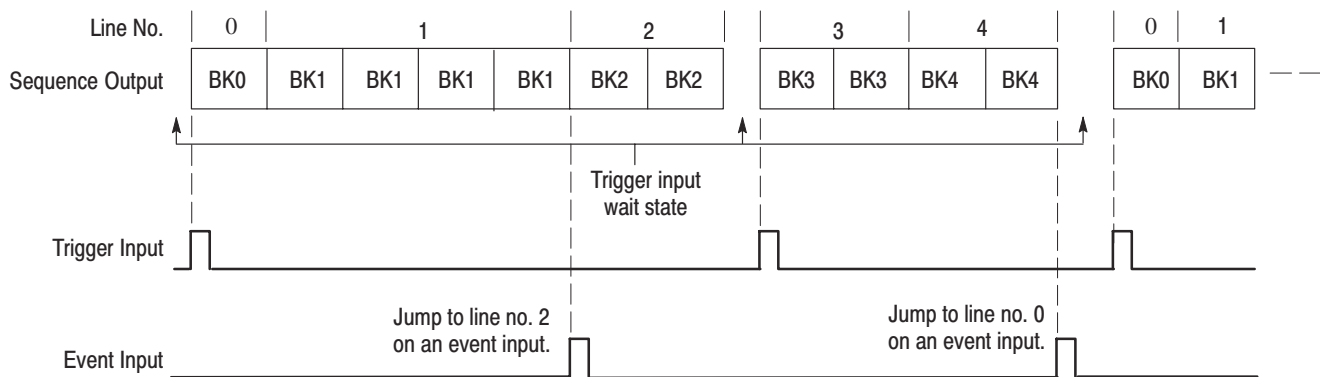 Line No. 0 1 2 3 4 0 1
Sequence Output BK0 BK1 BK1 BK1 BK1 BK2 BK2 BK3 BK3 BK4 BK4 BK0 BK1
Trigger input
wait state
Trigger Input
Jump to line no. 2
on an event input.
Jump to line no. 0
on an event input.
Event Input